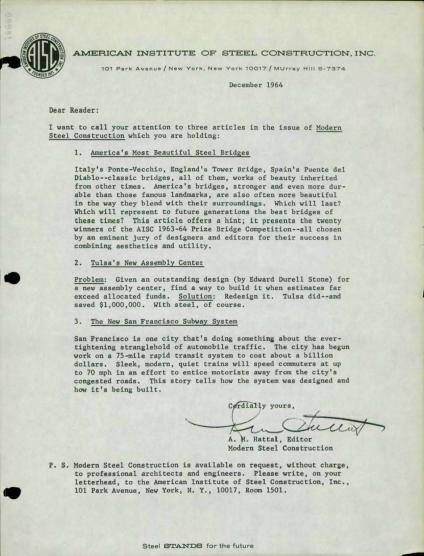 AMERICAN INSTITUTE OF STEEL CONSTRUCTION, INC.
AISC
101 Park Avenue / New York, New York 10017 / Murray Hill 5-7374
December 1964
Dear Reader:
I want to call your attention to three articles in the issue of Modern
Steel Construction which you are holding:
1. America's Most Beautiful Steel Bridges
Italy's Ponte-Vecchio, England's Tower Bridge, Spain's Puente del
Diablo--classic bridges, all of them, works of beauty inherited
from other times. America's bridges, stronger and even more dur-
able than those famous landmarks, are also often more beautiful
in the way they blend with their surroundings. Which will last?
Which will represent to future generations the best bridges of
these times? This article offers a hint; it presents the twenty
winners of the AISC 1963-64 Prize Bridge Competition--all chosen
by an eminent jury of designers and editors for their success in
combining aesthetics and utility.
2. Tulsa's New Assembly Center
Problem: Given an outstanding design (by Edward Durell Stone) for
a new assembly center, find a way to build it when estimates far
exceed allocated funds. Solution: Redesign it. Tulsa did--and
saved $1,000,000. With steel, of course.
3. The New San Francisco Subway System
San Francisco is one city that's doing something about the ever-
tightening stranglehold of automobile traffic. The city has begun
work on a 75-mile rapid transit system to cost about a billion
dollars. Sleek, modern, quiet trains will speed commuters at up
to 70 mph in an effort to entice motorists away from the city's
congested roads. This story tells how the system was designed and
how it's being built.
Cordially yours,
A. M. Hattal, Editor
Modern Steel Construction
P. S. Modern Steel Construction is available on request, without charge,
to professional architects and engineers. Please write, on your
letterhead, to the American Institute of Steel Construction, Inc.,
101 Park Avenue, New York, N. Y., 10017, Room 1501.
Steel STANDS for the future